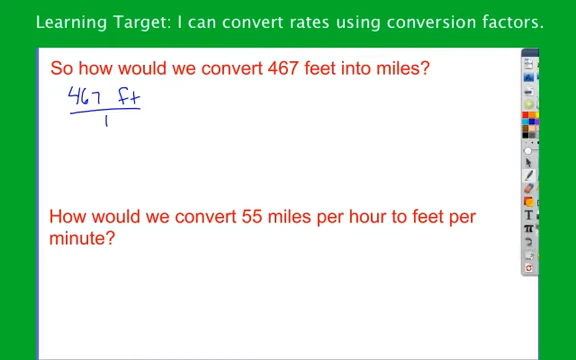 Learning Target: I can convert rates using conversion factors.
So how would we convert 467 feet into miles?
467 ft
1
How would we convert 55 miles per hour to feet per
minute?
T
π